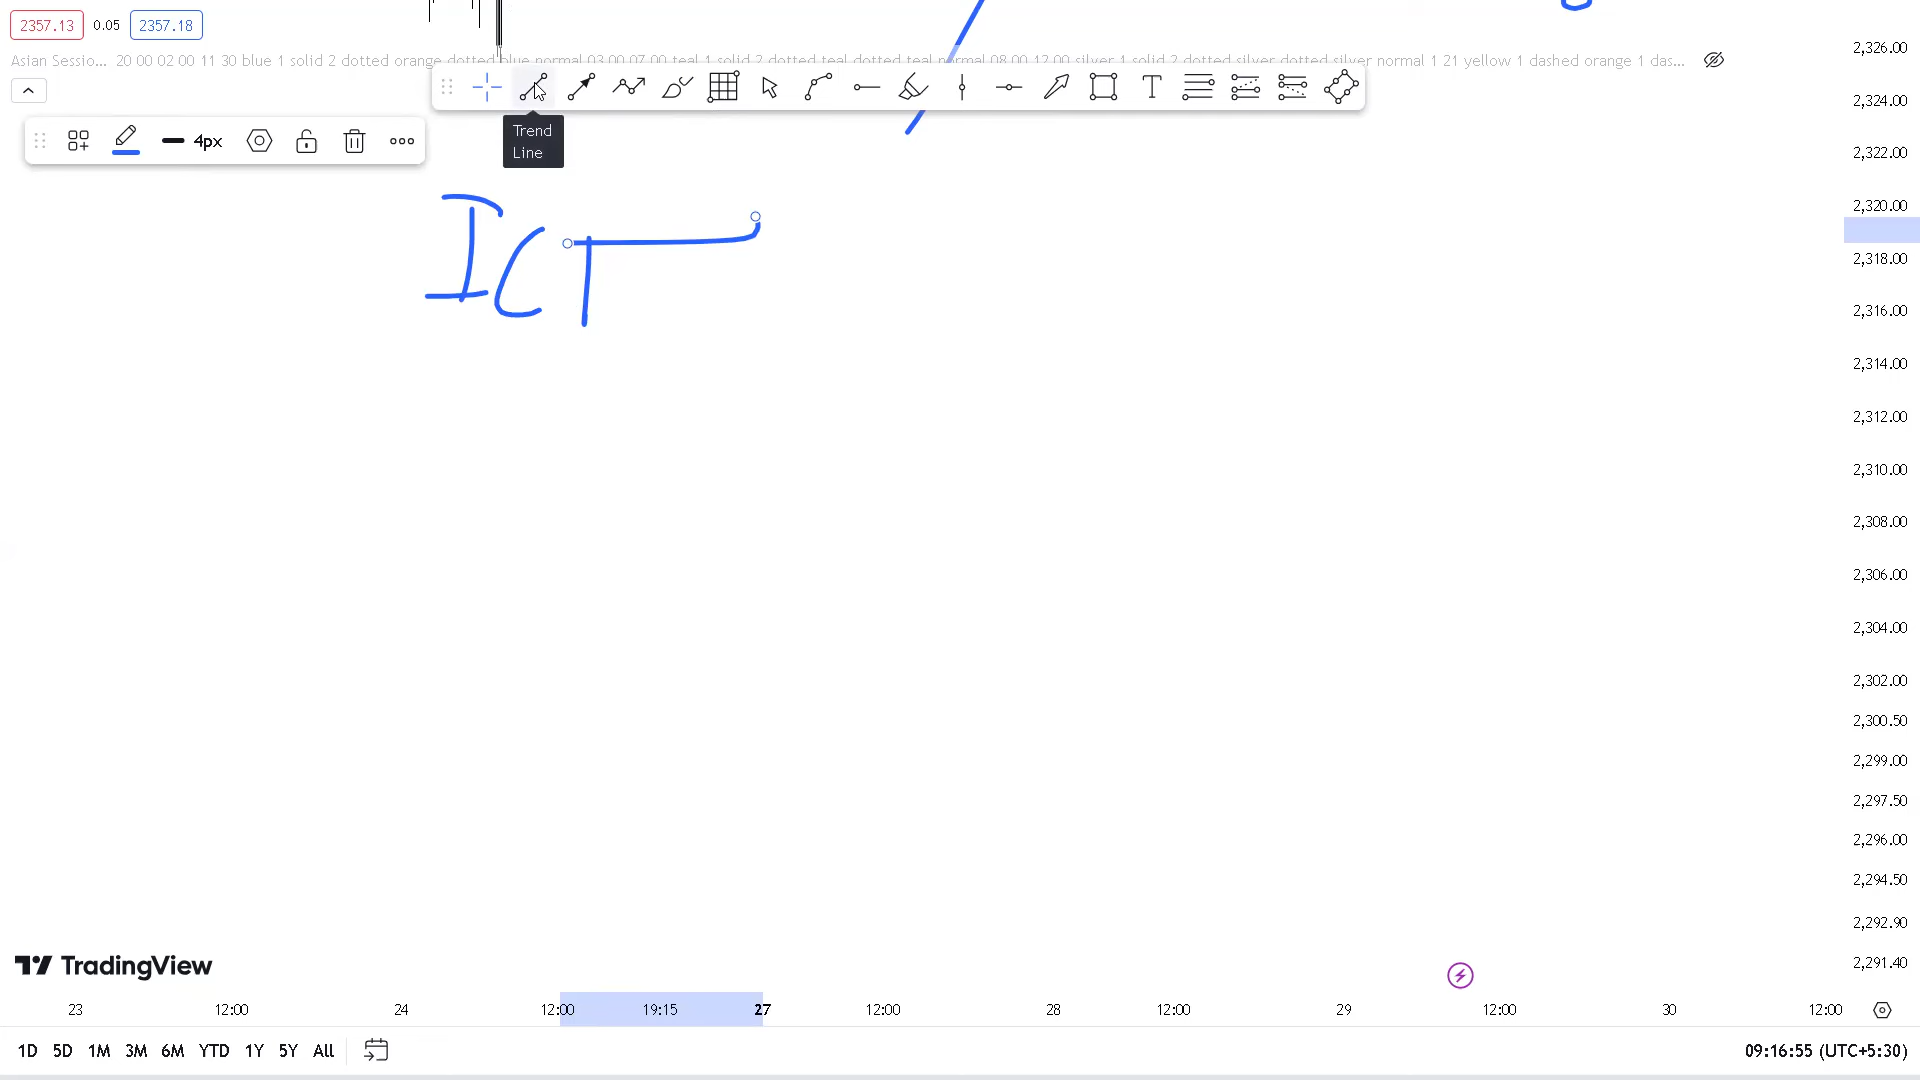 2357.13 0.05 2357.18
Asian Sessio... 20 00 02 00 11 30 blue 1 solid 2 dotted orange dotted blue normal 03 00 07 00 teal 1 solid 2 dotted teal dotted teal normal 08 00 12 00 silver 1 solid 2 dotted silver dotted silver normal 1 21 yellow 1 dashed orange 1 das...
4px
Trend
Line
ICT
2,326.00
2,324.00
2,322.00
2,320.00
2,318.00
2,316.00
2,314.00
2,312.00
2,310.00
2,308.00
2,306.00
2,304.00
2,302.00
2,300.50
2,299.00
2,297.50
2,296.00
2,294.50
2,292.90
2,291.40
TradingView
23 12:00 24 12:00 19:15 27 12:00 28 12:00 29 12:00 30 12:00
1D 5D 1M 3M 6M YTD 1Y 5Y All 09:16:55 (UTC+5:30)